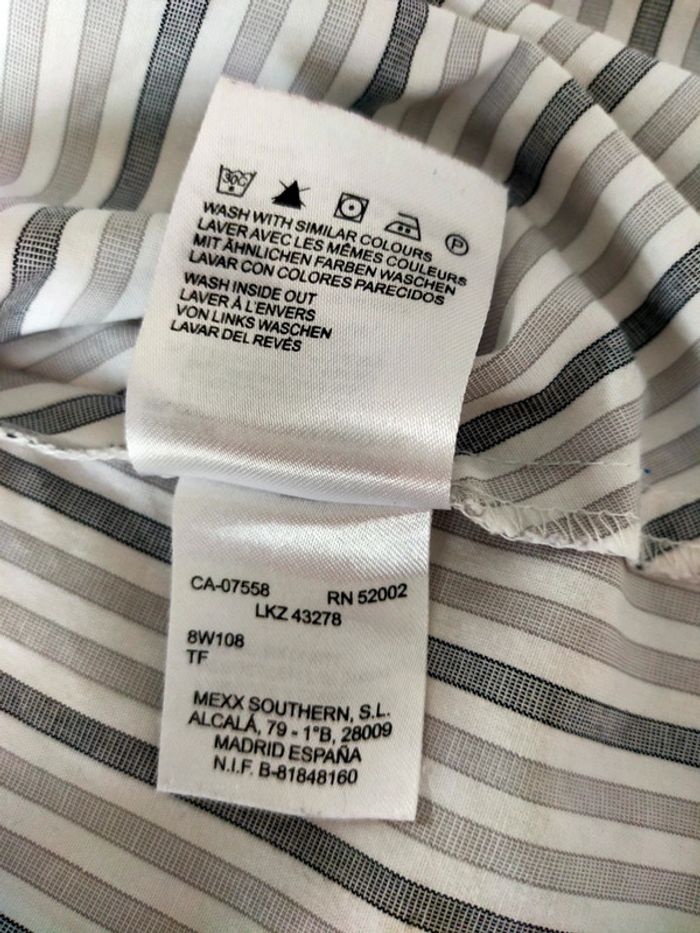 30C
P
WASH WITH SIMILAR COLOURS
LAVER AVEC LES MÊMES COULEURS
MIT ÄHNLICHEN FARBEN WASCHEN
LAVAR CON COLORES PARECIDOS
WASH INSIDE OUT
LAVER À L'ENVERS
VON LINKS WASCHEN
LAVAR DEL REVÉS
CA-07558 RN 52002
LKZ 43278
8W108
TF
MEXX SOUTHERN, S.L.
ALCALÁ, 79 - 1°B, 28009
MADRID ESPAÑA
N.I.F. B-81848160